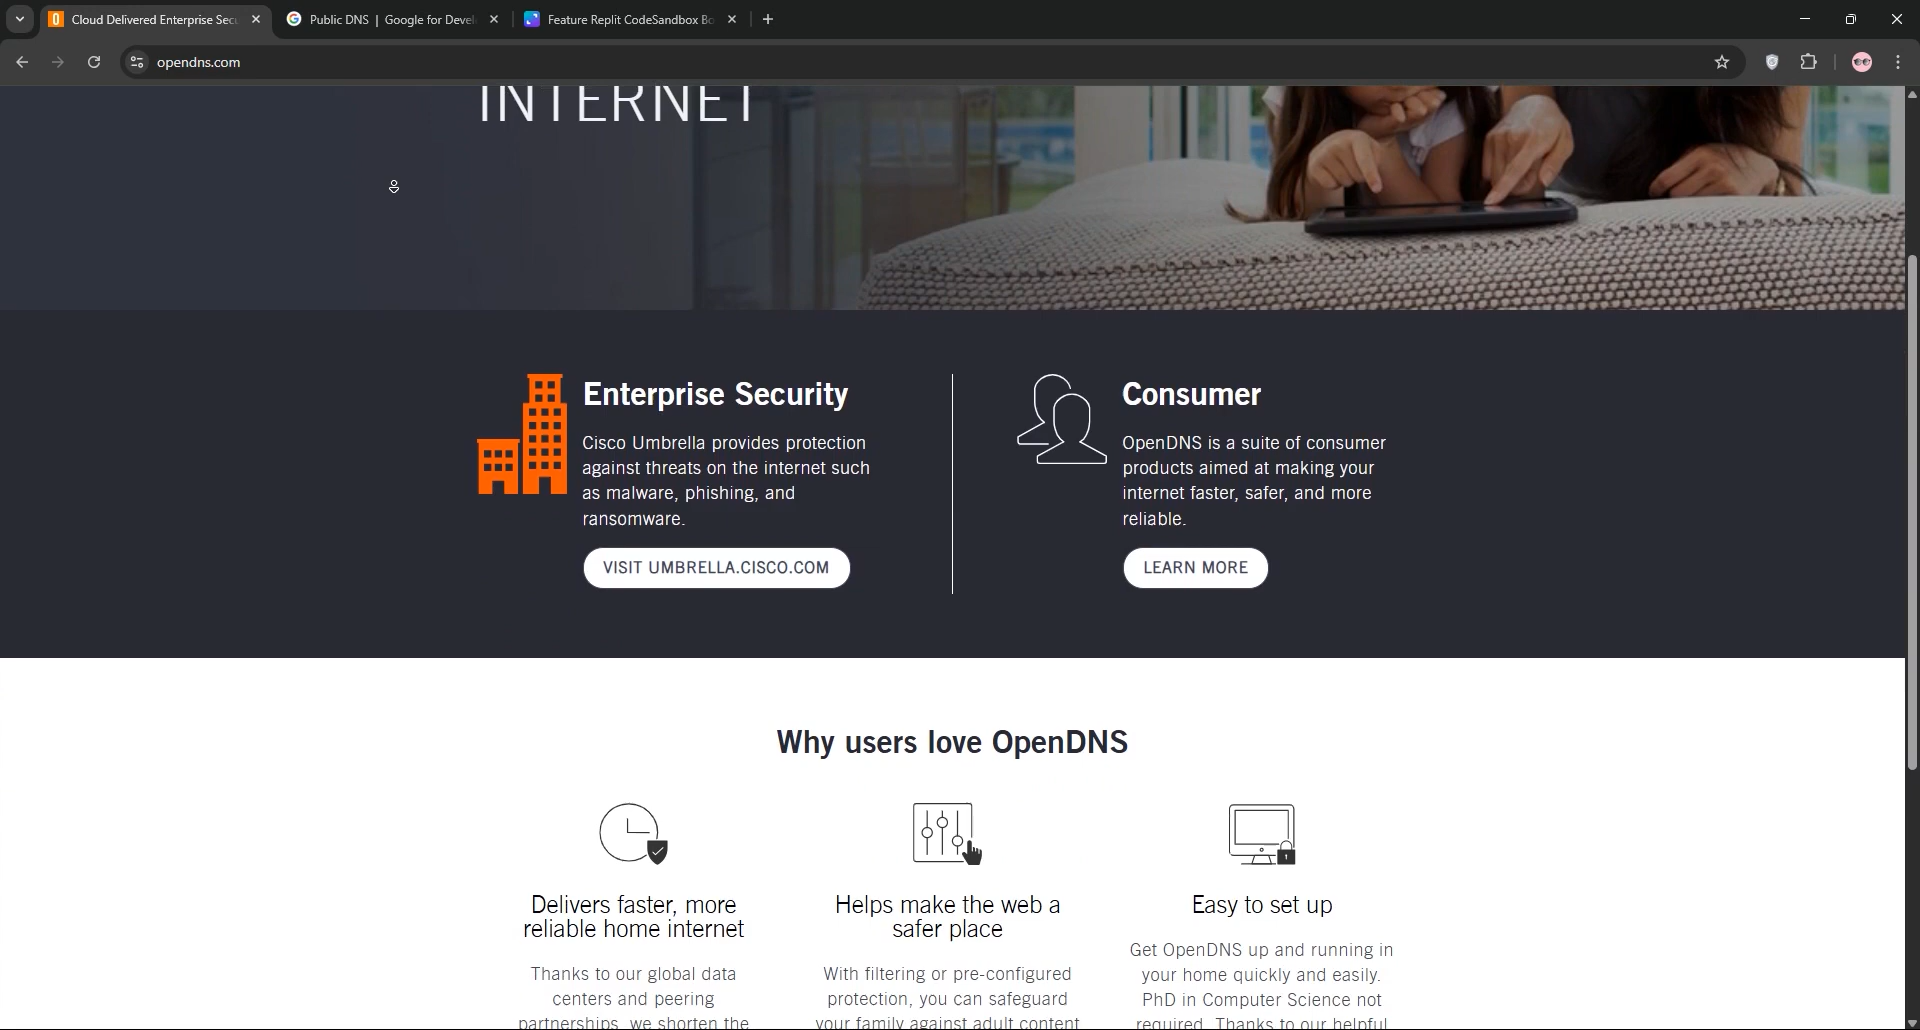 Cloud Delivered Enterprise Secu
Public DNS | Google for Devel
Feature Replit CodeSandbox Bo
opendns.com
INTERNET
Enterprise Security
Cisco Umbrella provides protection
against threats on the internet such
as malware, phishing, and
ransomware.
VISIT UMBRELLA.CISCO.COM
Consumer
OpenDNS is a suite of consumer
products aimed at making your
internet faster, safer, and more
reliable.
LEARN MORE
Why users love OpenDNS
Delivers faster, more
reliable home internet
Thanks to our global data
centers and peering
partnerships, we shorten the
Helps make the web a
safer place
With filtering or pre-configured
protection, you can safeguard
your family against adult content
Easy to set up
Get OpenDNS up and running in
your home quickly and easily.
PhD in Computer Science not
required. Thanks to our helpful